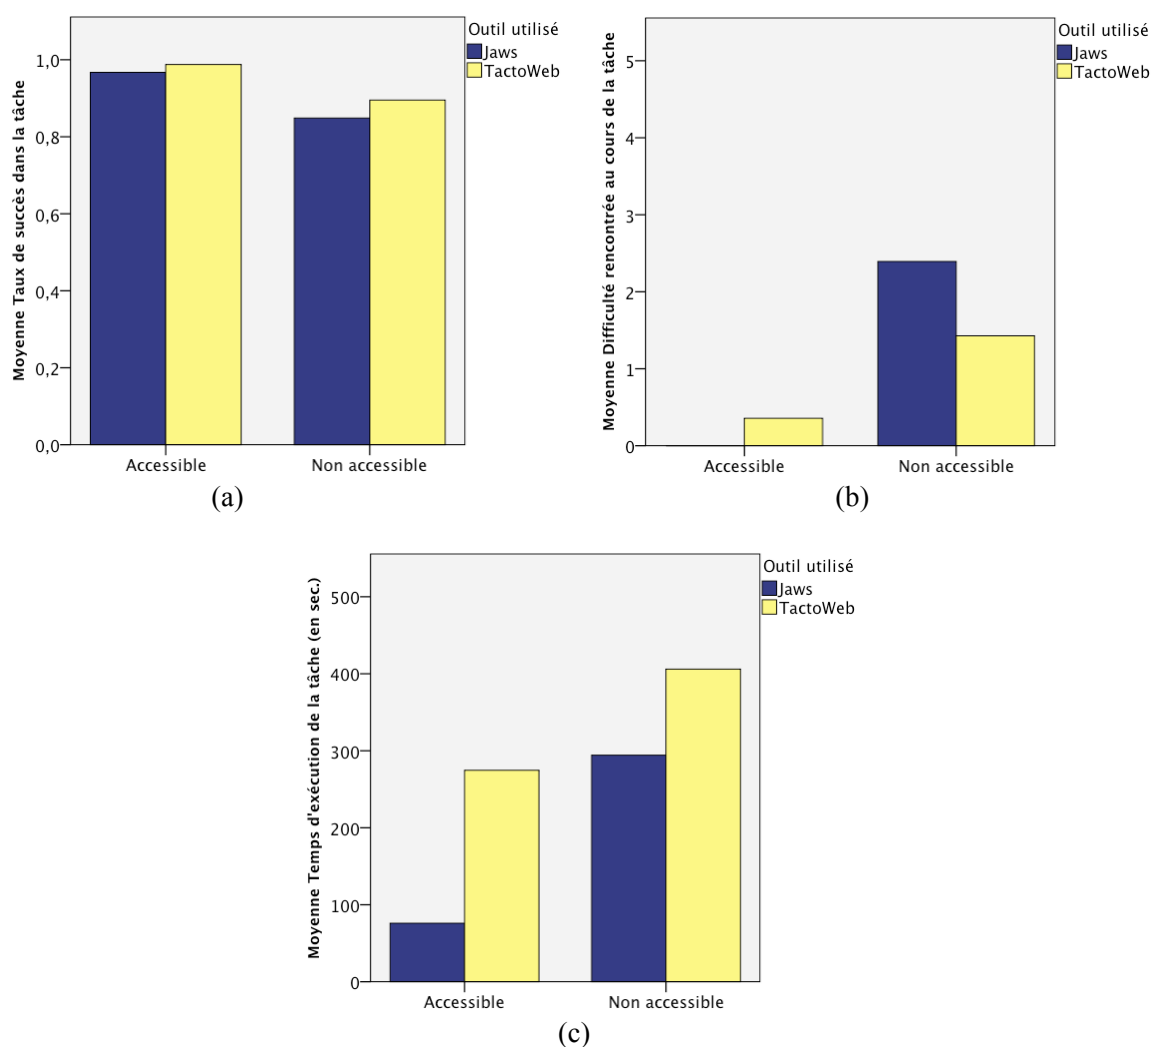 Moyenne Taux de succès dans la tâche
1,0
0,8
0,6
0,4
0,2
0,0
Accessible
Non accessible
Outil utilisé
Jaws
TactoWeb
(a)
Moyenne Difficulté rencontrée au cours de la tâche
5
4
3
2
1
0
Accessible
Non accessible
Outil utilisé
Jaws
TactoWeb
(b)
Moyenne Temps d'exécution de la tâche (en sec.)
500
400
300
200
100
0
Accessible
Non accessible
Outil utilisé
Jaws
TactoWeb
(c)